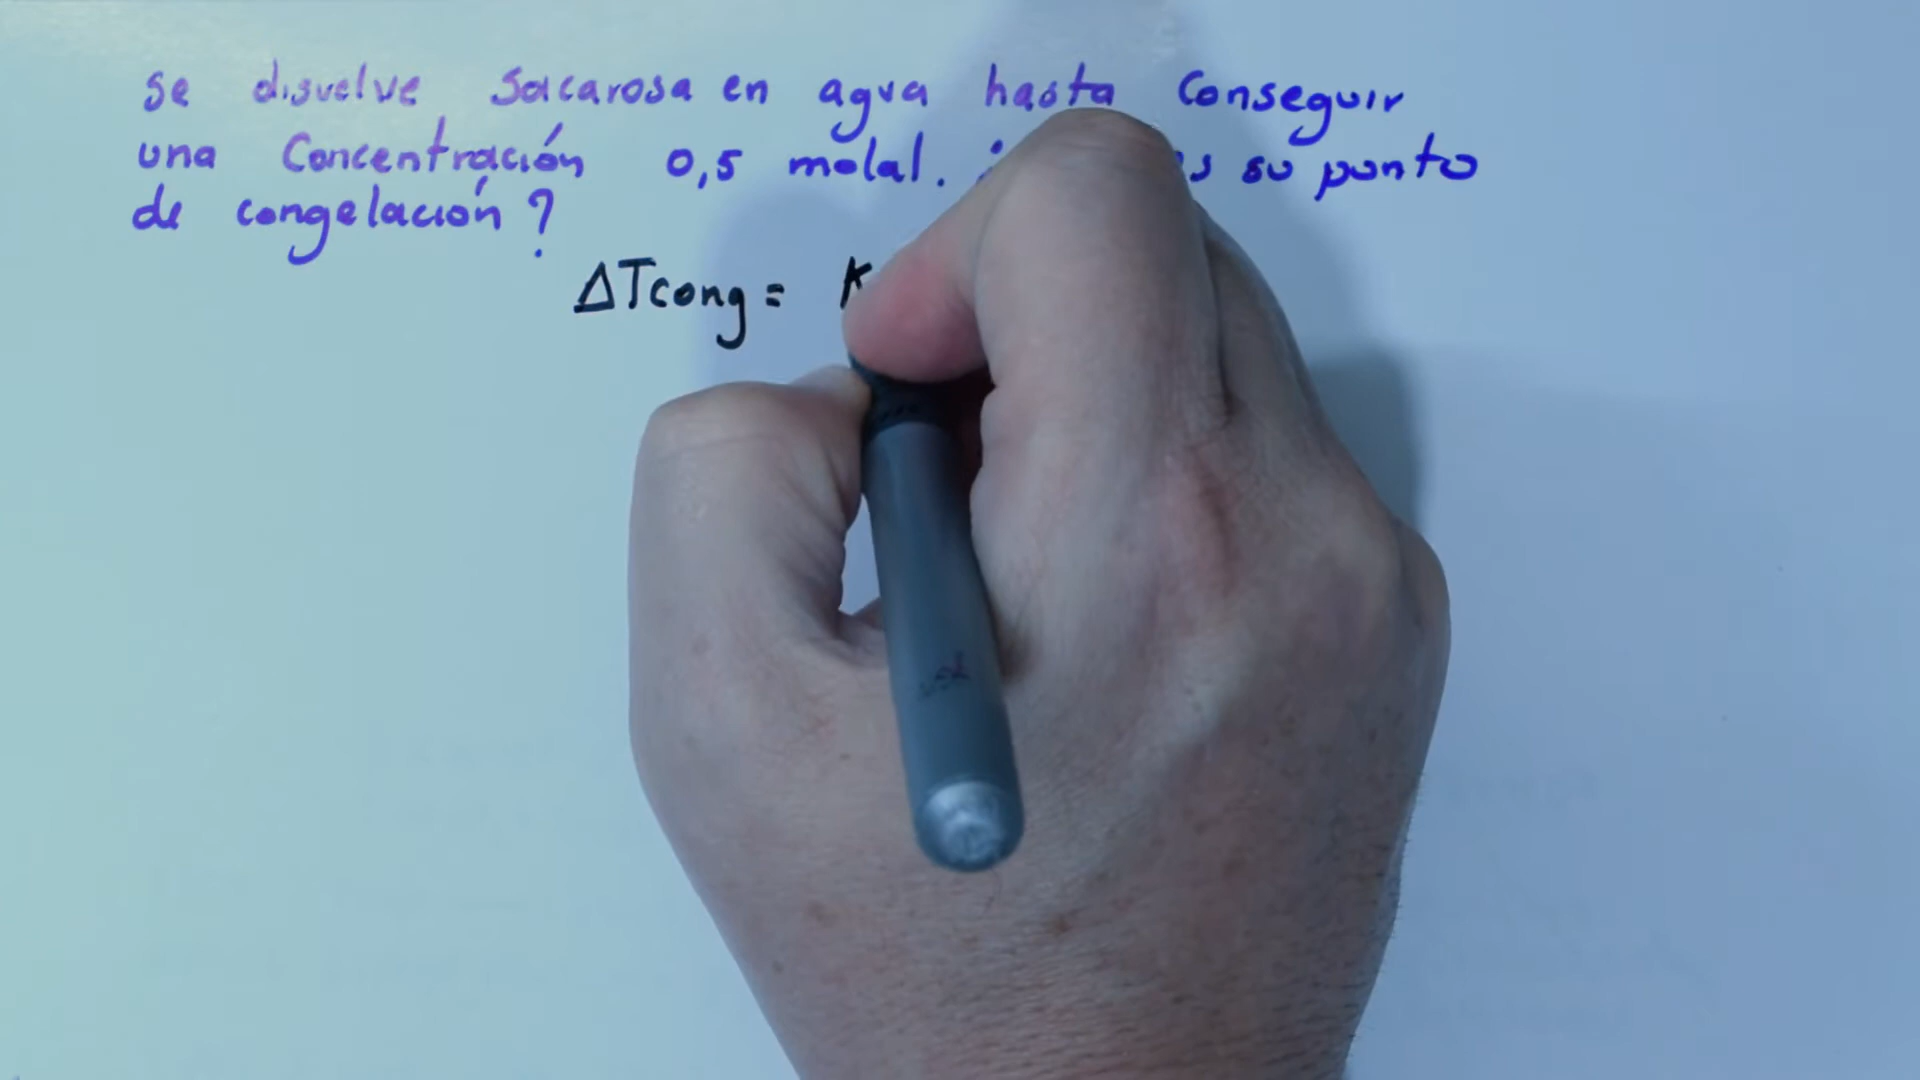 se disuelve Sacarosa en agua hasta Conseguir
una Concentración 0,5 molal. ¿ su punto
de congelación?
ΔTcong = K